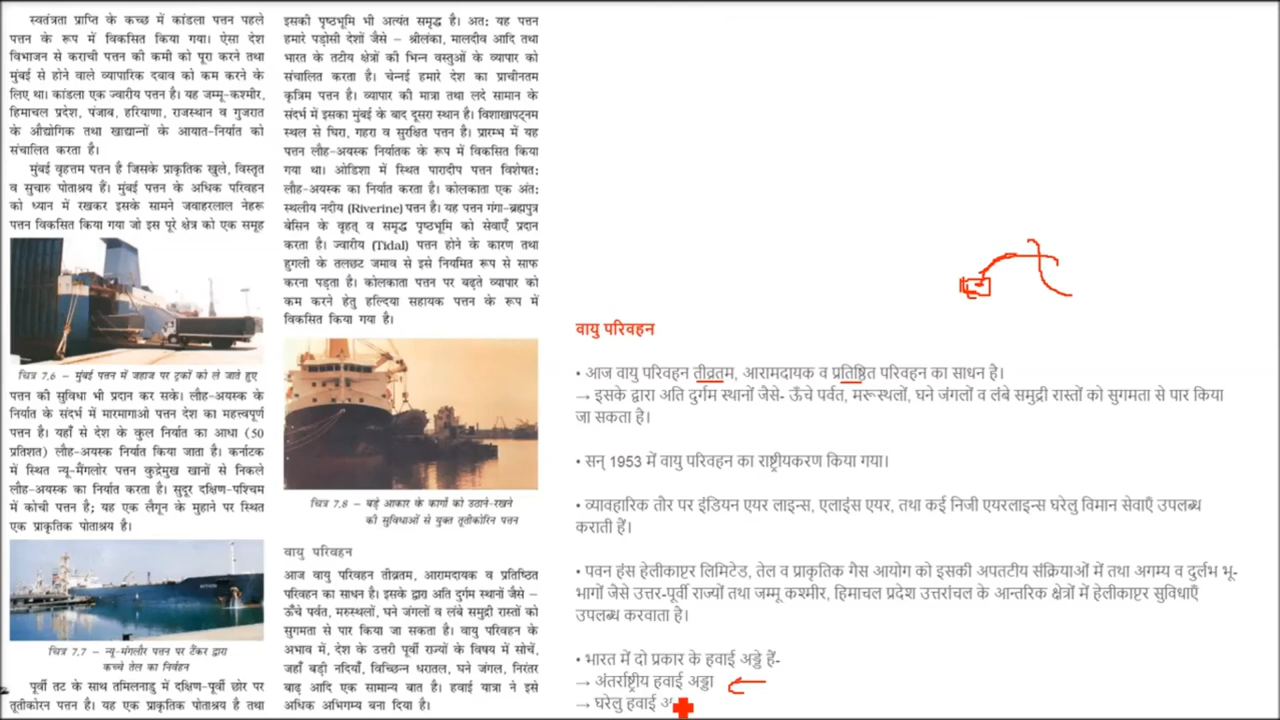 स्वतंत्रता प्राप्ति के कच्छ में कांडला पत्तन पहले
पत्तन के रूप में विकसित किया गया। ऐसा देश
विभाजन से कराची पत्तन की कमी को पूरा करने तथा
मुंबई से होने वाले व्यापारिक दबाव को कम करने के
लिए था। कांडला एक ज्वारीय पत्तन है। यह जम्मू-कश्मीर,
हिमाचल प्रदेश, पंजाब, हरियाणा, राजस्थान व गुजरात
के औद्योगिक तथा खाद्यान्नों के आयात-निर्यात को
संचालित करता है।
मुंबई वृहत्तम पत्तन है जिसके प्राकृतिक खुले, विस्तृत
व सुचारु पोताश्रय हैं। मुंबई पत्तन के अधिक परिवहन
को ध्यान में रखकर इसके सामने जवाहरलाल नेहरू
पत्तन विकसित किया गया जो इस पूरे क्षेत्र को एक समूह
चित्र 7.6 – मुंबई पत्तन में जहाज पर ट्रकों को ले जाते हुए
पत्तन की सुविधा भी प्रदान कर सके। लौह-अयस्क के
निर्यात के संदर्भ में मारमागाओ पत्तन देश का महत्त्वपूर्ण
पत्तन है। यहाँ से देश के कुल निर्यात का आधा (50
प्रतिशत) लौह-अयस्क निर्यात किया जाता है। कर्नाटक
में स्थित न्यू-मैंगलोर पत्तन कुद्रेमुख खानों से निकले
लौह-अयस्क का निर्यात करता है। सुदूर दक्षिण-पश्चिम
में कोची पत्तन है; यह एक लैगून के मुहाने पर स्थित
एक प्राकृतिक पोताश्रय है।
चित्र 7.7 – न्यू-मंगलौर पत्तन पर टैंकर द्वारा
कच्चे तेल का निर्वहन
पूर्वी तट के साथ तमिलनाडु में दक्षिण-पूर्वी छोर पर
तूतीकोरिन पत्तन है। यह एक प्राकृतिक पोताश्रय है तथा
इसकी पृष्ठभूमि भी अत्यंत समृद्ध है। अत: यह पत्तन
हमारे पड़ोसी देशों जैसे – श्रीलंका, मालदीव आदि तथा
भारत के तटीय क्षेत्रों की भिन्न वस्तुओं के व्यापार को
संचालित करता है। चेन्नई हमारे देश का प्राचीनतम
कृत्रिम पत्तन है। व्यापार की मात्रा तथा लदे सामान के
संदर्भ में इसका मुंबई के बाद दूसरा स्थान है। विशाखापट्नम
स्थल से घिरा, गहरा व सुरक्षित पत्तन है। प्रारम्भ में यह
पत्तन लौह-अयस्क निर्यातक के रूप में विकसित किया
गया था। ओडिशा में स्थित पारादीप पत्तन विशेषत:
लौह-अयस्क का निर्यात करता है। कोलकाता एक अंत:
स्थलीय नदीय (Riverine) पत्तन है। यह पत्तन गंगा-ब्रह्मपुत्र
बेसिन के वृहत् व समृद्ध पृष्ठभूमि को सेवाएँ प्रदान
करता है। ज्वारीय (Tidal) पत्तन होने के कारण तथा
हुगली के तलछट जमाव से इसे नियमित रूप से साफ
करना पड़ता है। कोलकाता पत्तन पर बढ़ते व्यापार को
कम करने हेतु हल्दिया सहायक पत्तन के रूप में
विकसित किया गया है।
चित्र 7.8 – बड़े आकार के कार्गो को उठाने-रखने
की सुविधाओं से युक्त तूतीकोरिन पत्तन
वायु परिवहन
आज वायु परिवहन तीव्रतम, आरामदायक व प्रतिष्ठित
परिवहन का साधन है। इसके द्वारा अति दुर्गम स्थानों जैसे –
ऊँचे पर्वत, मरुस्थलों, घने जंगलों व लंबे समुद्री रास्तों को
सुगमता से पार किया जा सकता है। वायु परिवहन के
अभाव में, देश के उत्तरी पूर्वी राज्यों के विषय में सोचें,
जहाँ बड़ी नदियाँ, विच्छिन्न धरातल, घने जंगल, निरंतर
बाढ़ आदि एक सामान्य बात है। हवाई यात्रा ने इसे
अधिक अभिगम्य बना दिया है।
वायु परिवहन
• आज वायु परिवहन तीव्रतम, आरामदायक व प्रतिष्ठित परिवहन का साधन है।
→ इसके द्वारा अति दुर्गम स्थानों जैसे- ऊँचे पर्वत, मरूस्थलों, घने जंगलों व लंबे समुद्री रास्तों को सुगमता से पार किया
जा सकता है।
• सन् 1953 में वायु परिवहन का राष्ट्रीयकरण किया गया।
• व्यावहारिक तौर पर इंडियन एयर लाइन्स, एलाईंस एयर, तथा कई निजी एयरलाइन्स घरेलु विमान सेवाएँ उपलब्ध
कराती हैं।
• पवन हंस हेलीकाप्टर लिमिटेड, तेल व प्राकृतिक गैस आयोग को इसकी अपतटीय संक्रियाओं में तथा अगम्य व दुर्लभ भू-
भागों जैसे उत्तर-पूर्वी राज्यों तथा जम्मू कश्मीर, हिमाचल प्रदेश उत्तरांचल के आन्तरिक क्षेत्रों में हेलीकाप्टर सुविधाएँ
उपलब्ध करवाता है।
• भारत में दो प्रकार के हवाई अड्डे हैं-
→ अंतर्राष्ट्रीय हवाई अड्डा
→ घरेलु हवाई